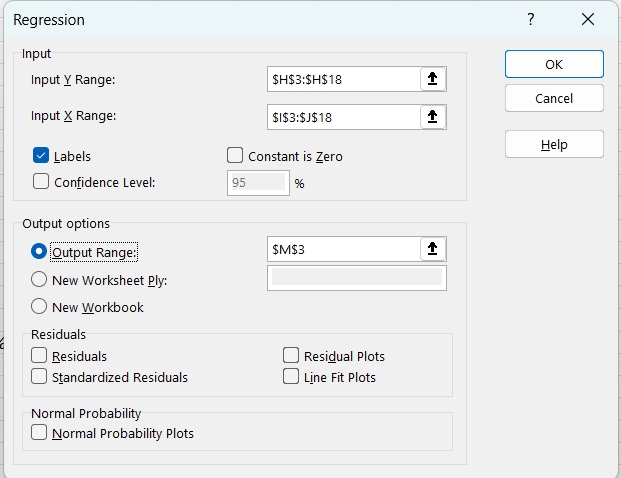 Regression
?
Input
Input Y Range:
$H$3:$H$18
OK
Input X Range:
$I$3:$J$18
Cancel
Labels
Constant is Zero
Help
Confidence Level:
95
%
Output options
Output Range:
$M$3
New Worksheet Ply:
New Workbook
Residuals
Residuals
Residual Plots
Standardized Residuals
Line Fit Plots
Normal Probability
Normal Probability Plots